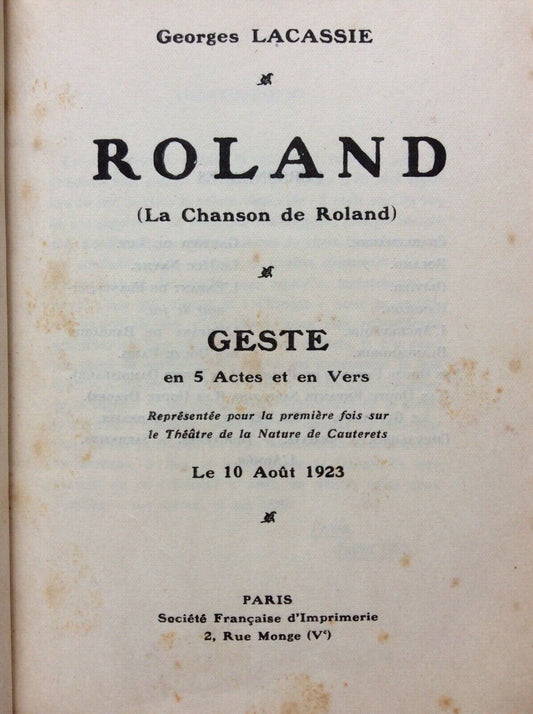 Georges LACASSIE
ROLAND
(La Chanson de Roland)
GESTE
en 5 Actes et en Vers
Représentée pour la première fois sur
le Théâtre de la Nature de Cauterets
Le 10 Août 1923
PARIS
Société Française d'Imprimerie
2, Rue Monge (Vᵉ)